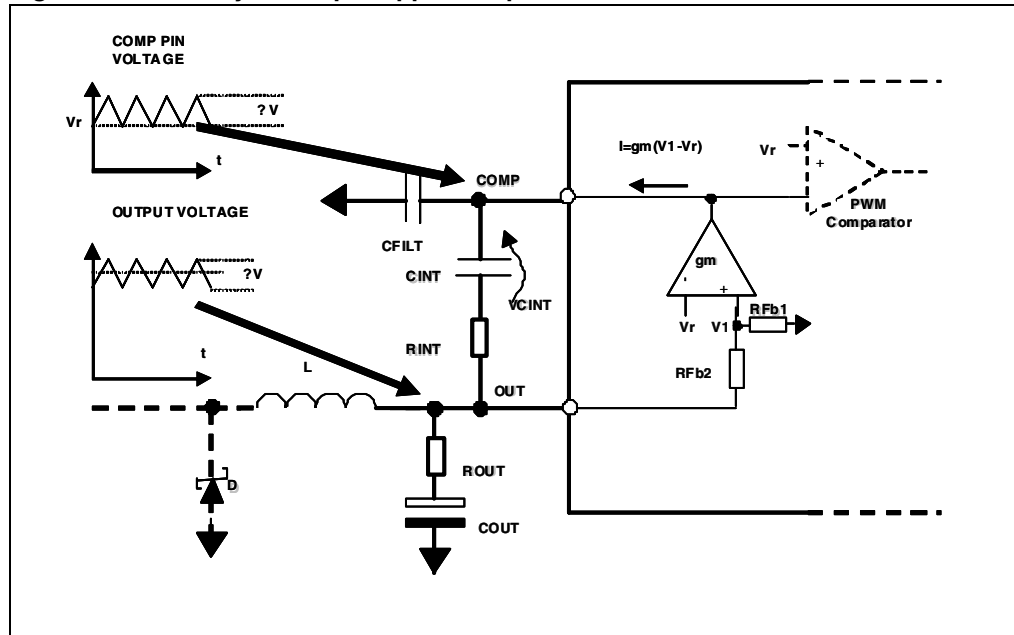 COMP PIN
VOLTAGE
Vr
?V
t
OUTPUT VOLTAGE
?V
t
CFILT
COMP
CINT
VCINT
RINT
L
OUT
ROUT
COUT
D
I=gm(V1-Vr)
Vr
+
-
PWM
Comparator
gm
-
+
Vr
V1
RFb1
RFb2